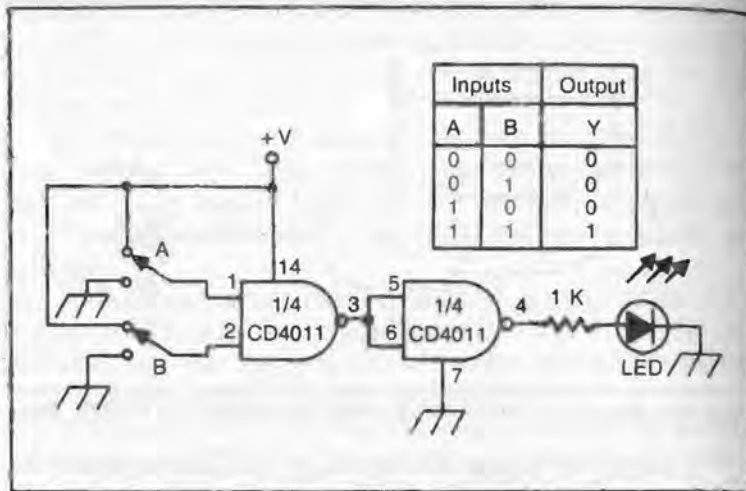 Inputs Output
A B Y
0 0 0
0 1 0
1 0 0
1 1 1
+V
A
1
14
1/4
CD4011
2
3
5
1/4
CD4011
6
4
1 K
7
B
LED